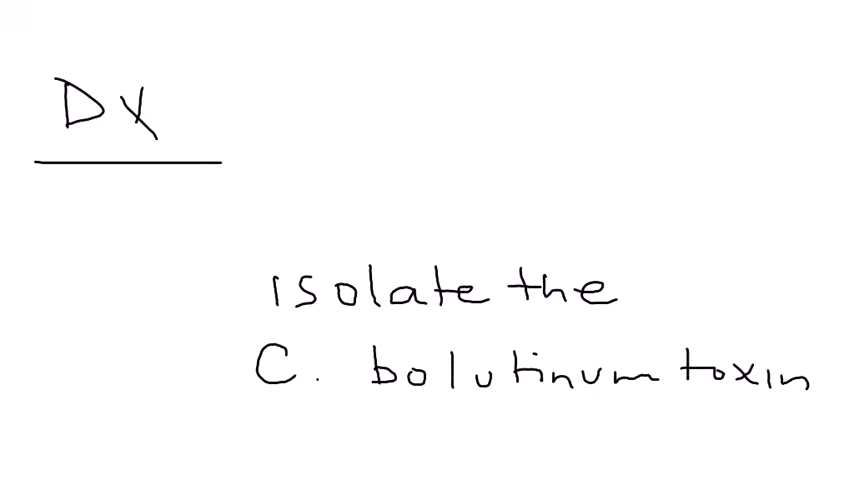 DX
isolate the
C. bolutinum toxin